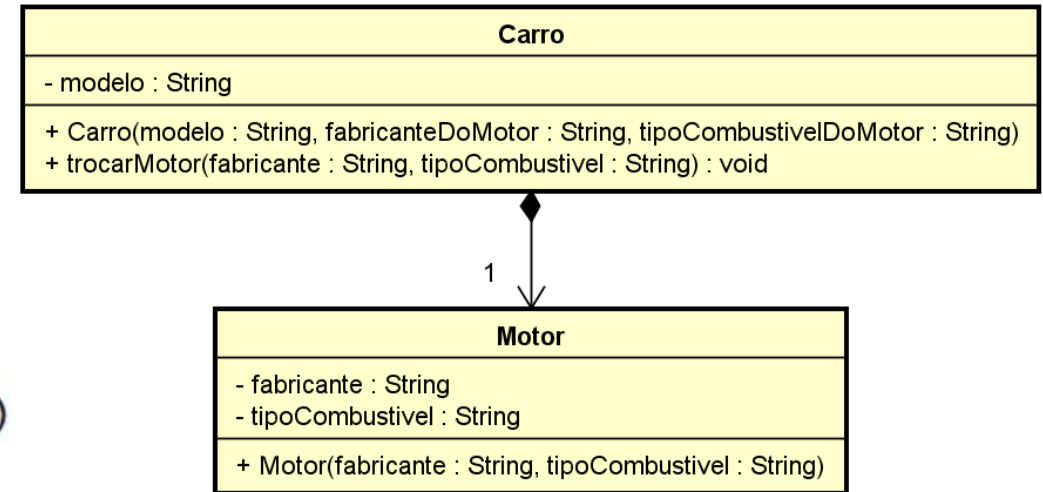 Carro
- modelo : String
+ Carro(modelo : String, fabricanteDoMotor : String, tipoCombustivelDoMotor : String)
+ trocarMotor(fabricante : String, tipoCombustivel : String) : void
1
Motor
- fabricante : String
- tipoCombustivel : String
+ Motor(fabricante : String, tipoCombustivel : String)